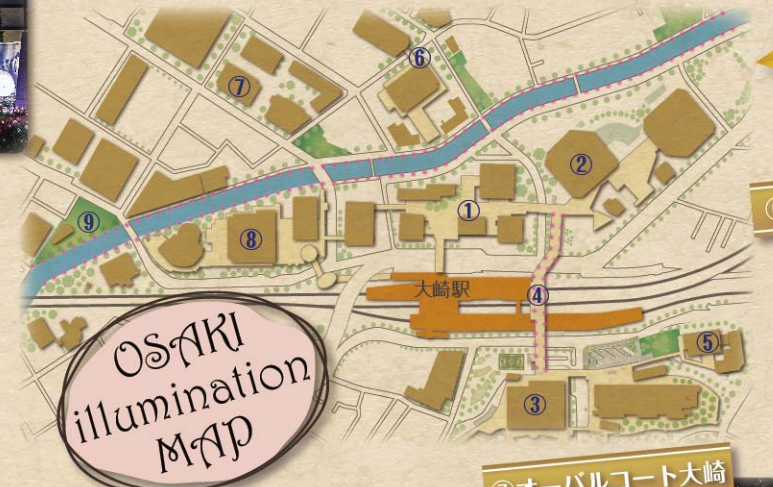 ⑥
⑦
②
①
⑨
⑧
大崎駅
④
⑤
③
OSAKI
illumination
MAP
オーバルコート大崎